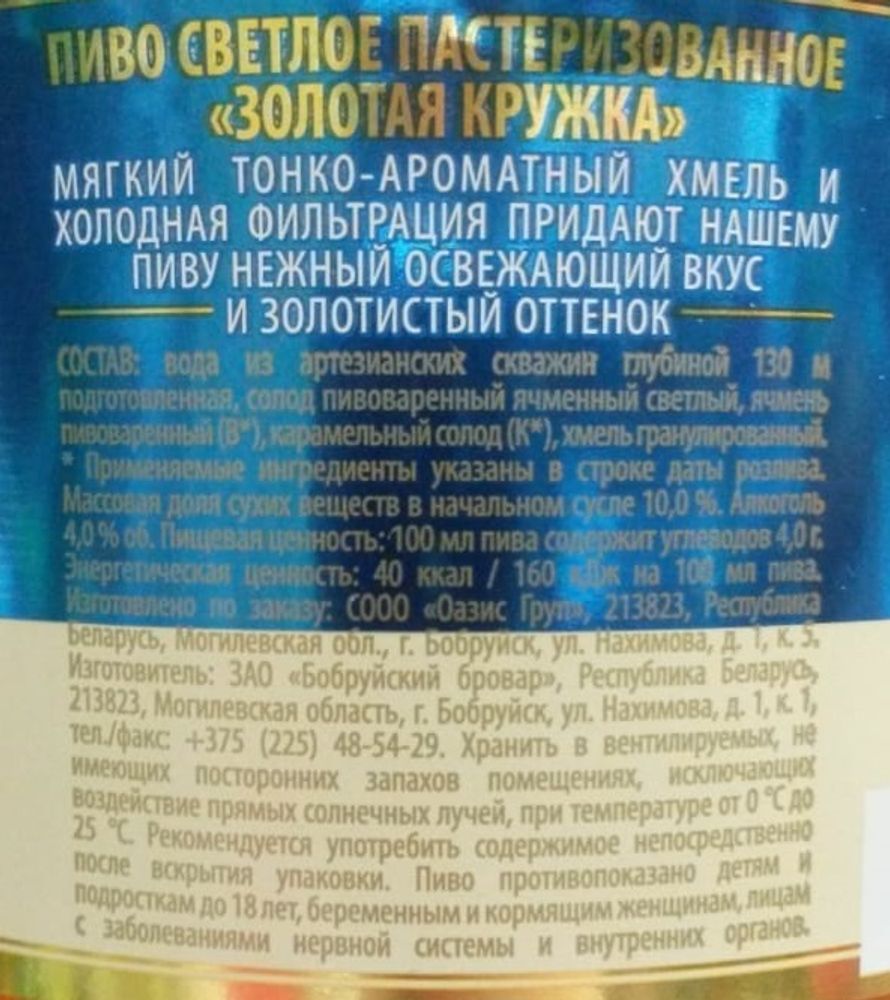 ПИВО СВЕТЛОЕ ПАСТЕРИЗОВАННОЕ
«ЗОЛОТАЯ КРУЖКА»
МЯГКИЙ ТОНКО-АРОМАТНЫЙ ХМЕЛЬ И
ХОЛОДНАЯ ФИЛЬТРАЦИЯ ПРИДАЮТ НАШЕМУ
ПИВУ НЕЖНЫЙ ОСВЕЖАЮЩИЙ ВКУС
И ЗОЛОТИСТЫЙ ОТТЕНОК
СОСТАВ: вода из артезианских скважин глубиной 130 м
подготовленная, солод пивоваренный ячменный светлый, ячмень
пивоваренный (В*), карамельный солод (К*), хмель гранулированный.
* Применяемые ингредиенты указаны в строке даты розлива.
Массовая доля сухих веществ в начальном сусле 10,0 %. Алкоголь
4,0 % об. Пищевая ценность: 100 мл пива содержит углеводов 4,0 г.
Энергетическая ценность: 40 ккал / 160 кДж на 100 мл пива.
Изготовлено по заказу: СООО «Оазис Груп», 213823, Республика
Беларусь, Могилевская обл., г. Бобруйск, ул. Нахимова, д. 1, к. 5.
Изготовитель: ЗАО «Бобруйский бровар», Республика Беларусь,
213823, Могилевская область, г. Бобруйск, ул. Нахимова, д. 1, к. 1,
тел./факс: +375 (225) 48-54-29. Хранить в вентилируемых, не
имеющих посторонних запахов помещениях, исключающих
воздействие прямых солнечных лучей, при температуре от 0 °С до
25 °С. Рекомендуется употребить содержимое непосредственно
после вскрытия упаковки. Пиво противопоказано детям и
подросткам до 18 лет, беременным и кормящим женщинам, лицам
с заболеваниями нервной системы и внутренних органов.